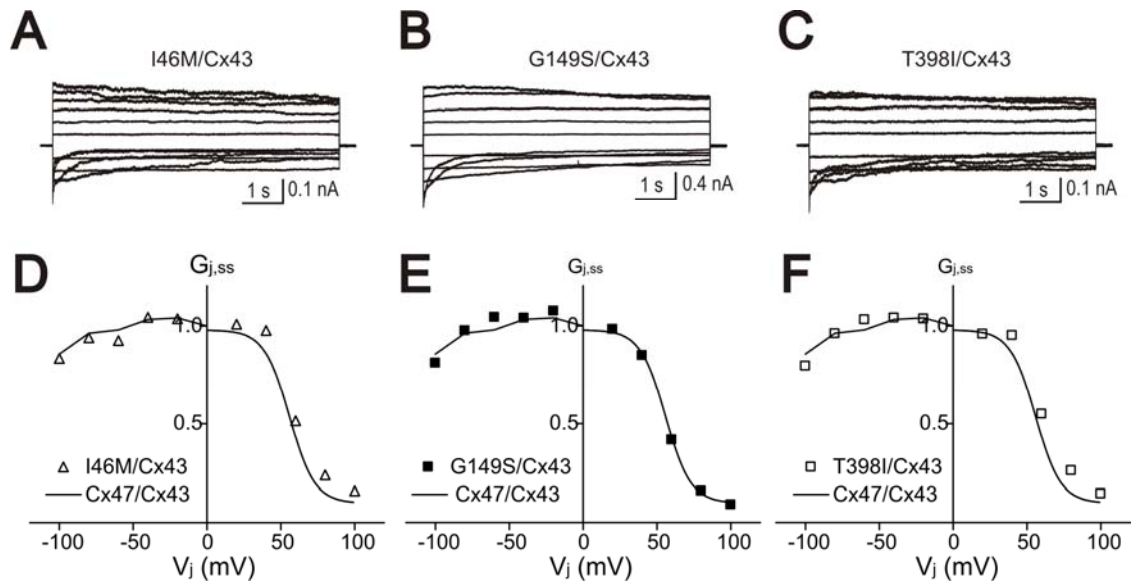 A
B
C
I46M/Cx43
G149S/Cx43
T398I/Cx43
1 s 0.1 nA
1 s 0.4 nA
1 s 0.1 nA
D
E
F
Gj,ss
Gj,ss
Gj,ss
1.0
1.0
1.0
0.5
0.5
0.5
I46M/Cx43
G149S/Cx43
T398I/Cx43
Cx47/Cx43
Cx47/Cx43
Cx47/Cx43
-100 -50 0 50 100
-100 -50 0 50 100
-100 -50 0 50 100
Vj (mV)
Vj (mV)
Vj (mV)